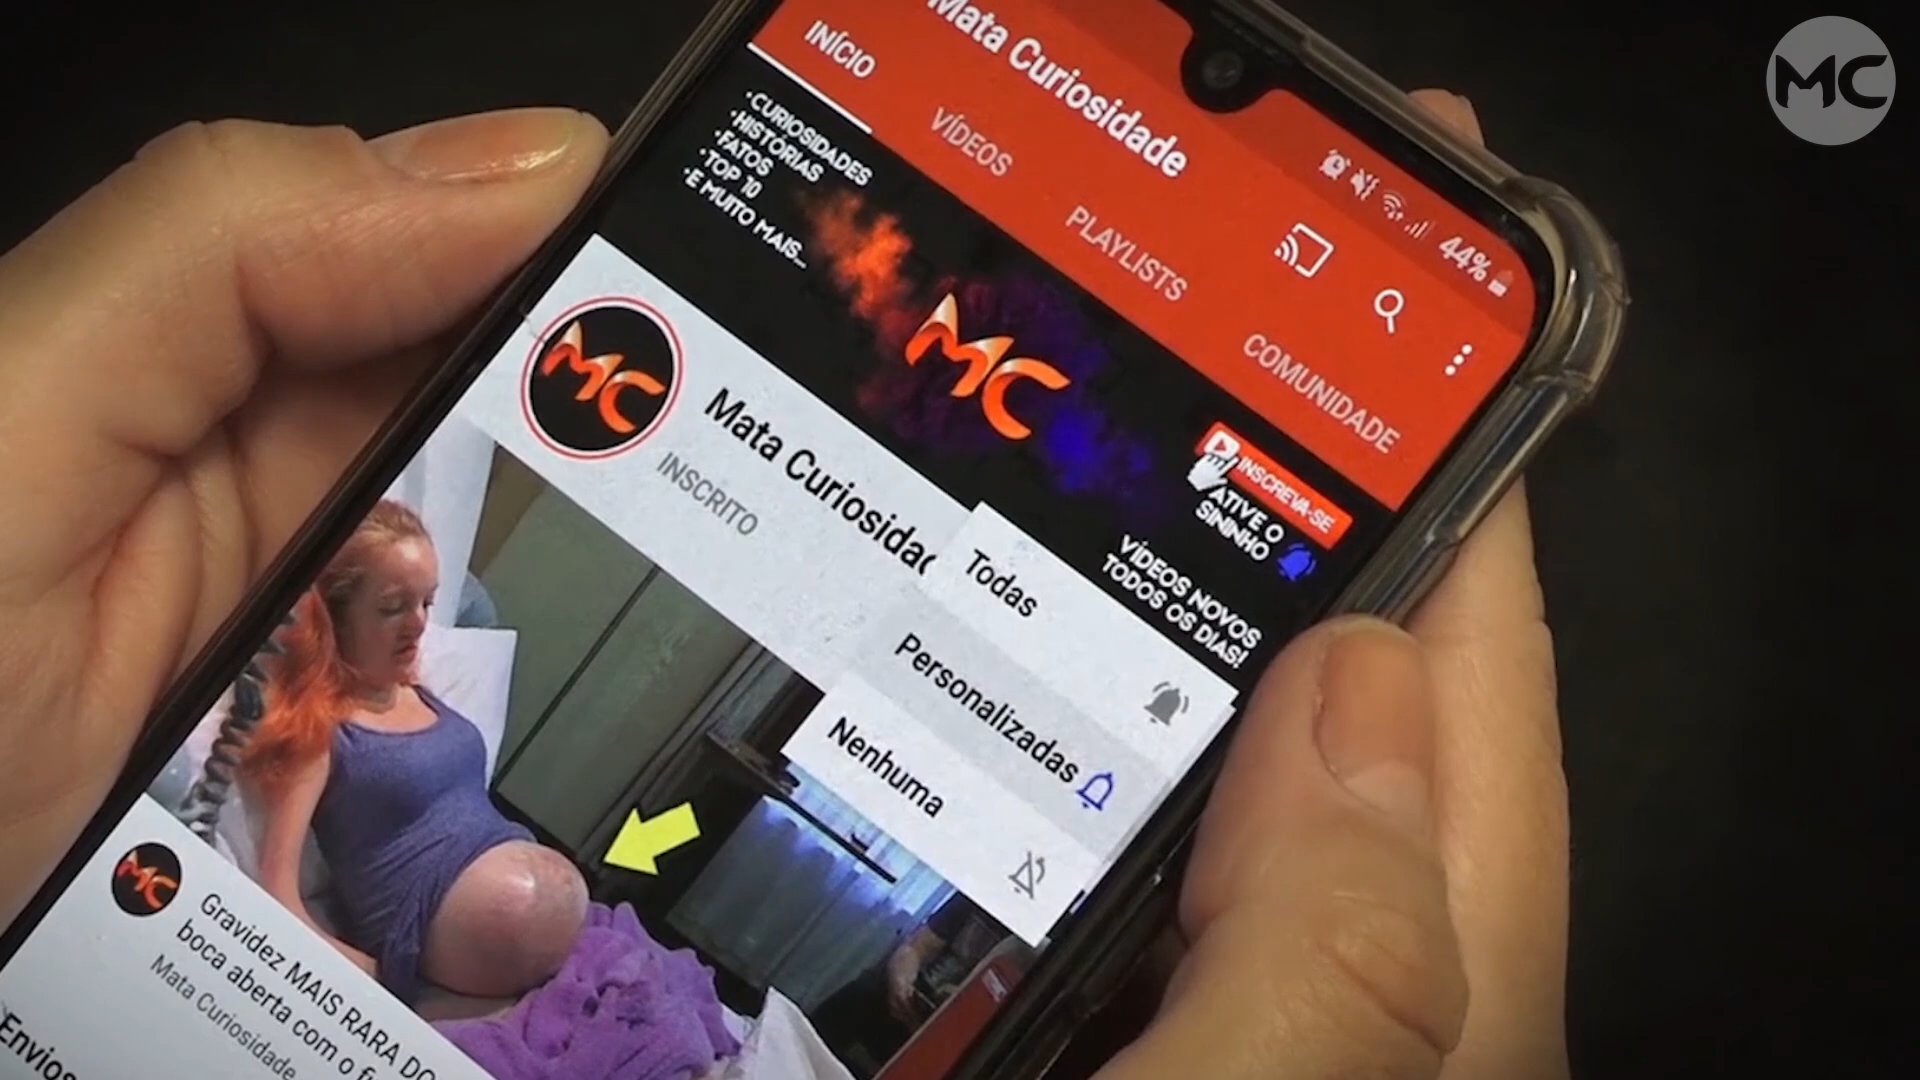 MC
Mata Curiosidade
44%
INÍCIO
VÍDEOS
PLAYLISTS
COMUNIDADE
·CURIOSIDADES
·HISTÓRIAS
·FATOS
·TOP 10
·E MUITO MAIS...
MC
INSCREVA-SE
ATIVE O
SININHO
VÍDEOS NOVOS
TODOS OS DIAS!
MC
Mata Curiosidad
INSCRITO
Todas
Personalizadas
Nenhuma
MC
Gravidez MAIS RARA DO
boca aberta com o
Mata Curiosidade
Envios